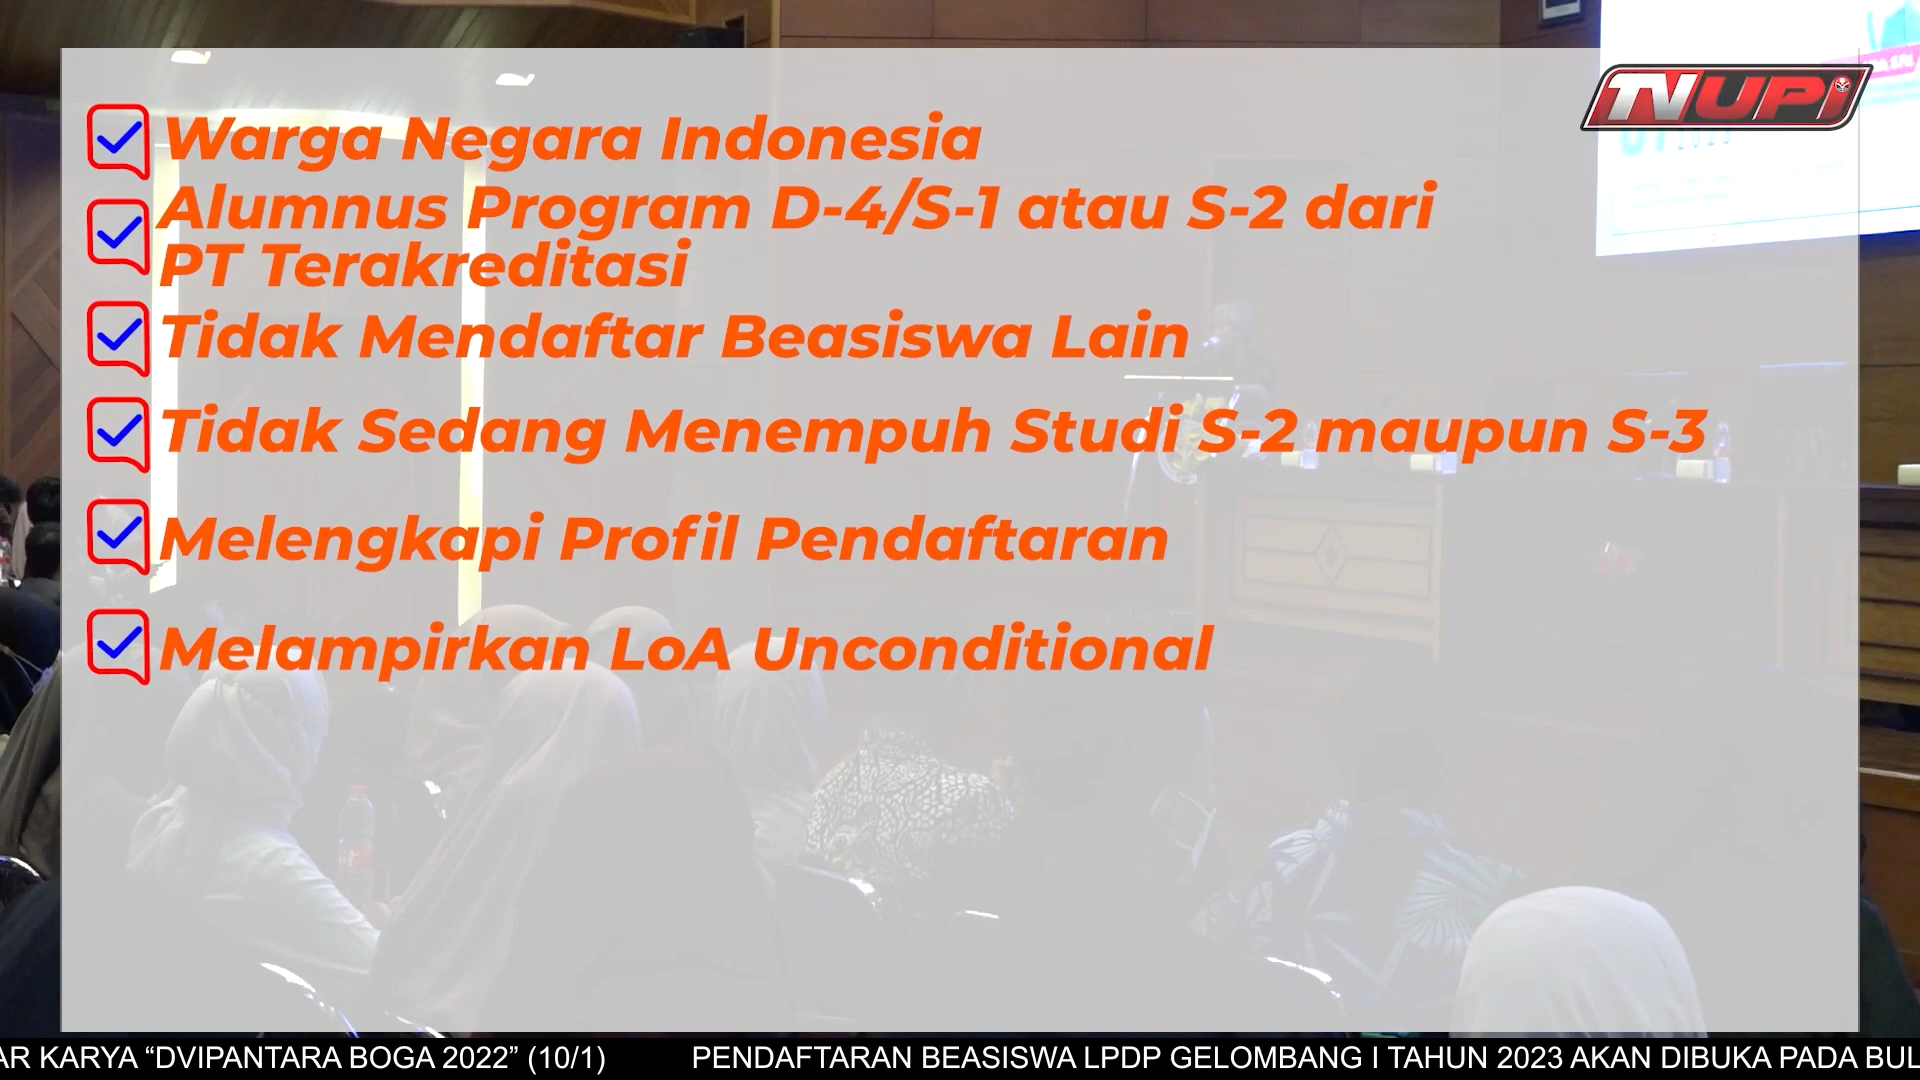 TVUPI
Warga Negara Indonesia
Alumnus Program D-4/S-1 atau S-2 dari
PT Terakreditasi
Tidak Mendaftar Beasiswa Lain
Tidak Sedang Menempuh Studi S-2 maupun S-3
Melengkapi Profil Pendaftaran
Melampirkan LoA Unconditional
KARYA “DVIPANTARA BOGA 2022” (10/1) PENDAFTARAN BEASISWA LPDP GELOMBANG I TAHUN 2023 AKAN DIBUKA PADA